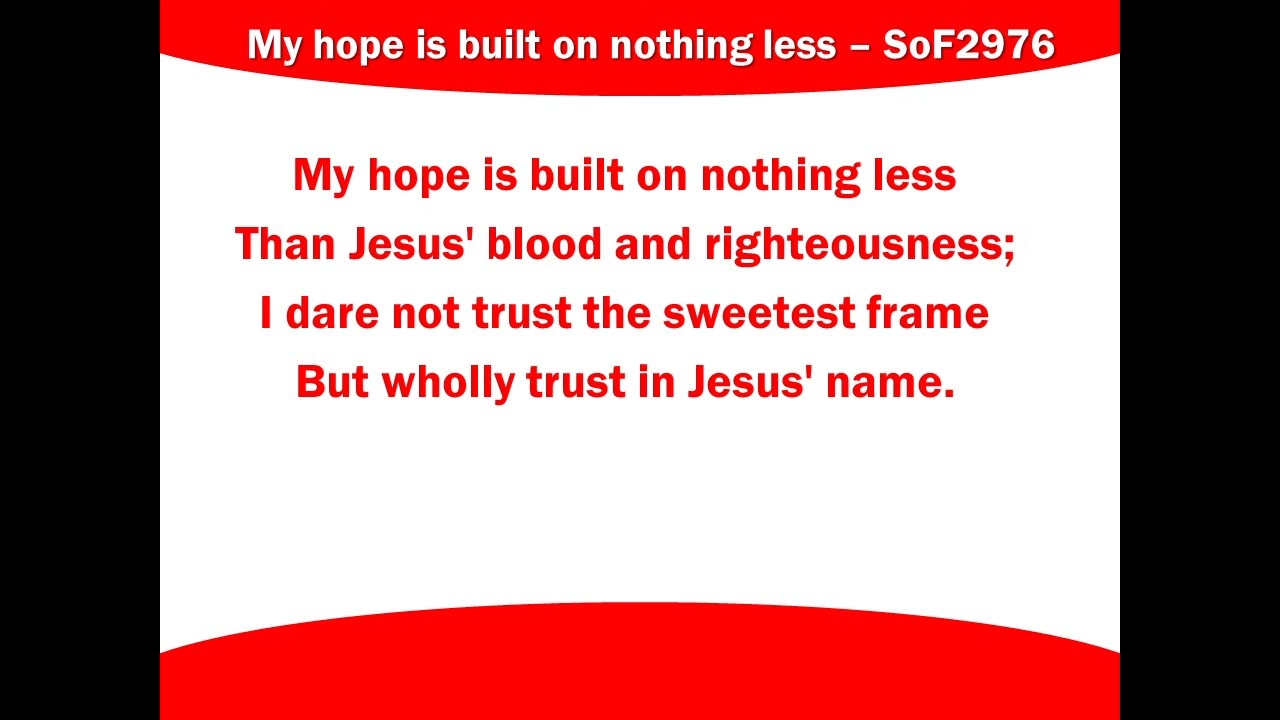 My hope is built on nothing less – SoF2976
My hope is built on nothing less
Than Jesus' blood and righteousness;
I dare not trust the sweetest frame
But wholly trust in Jesus' name.